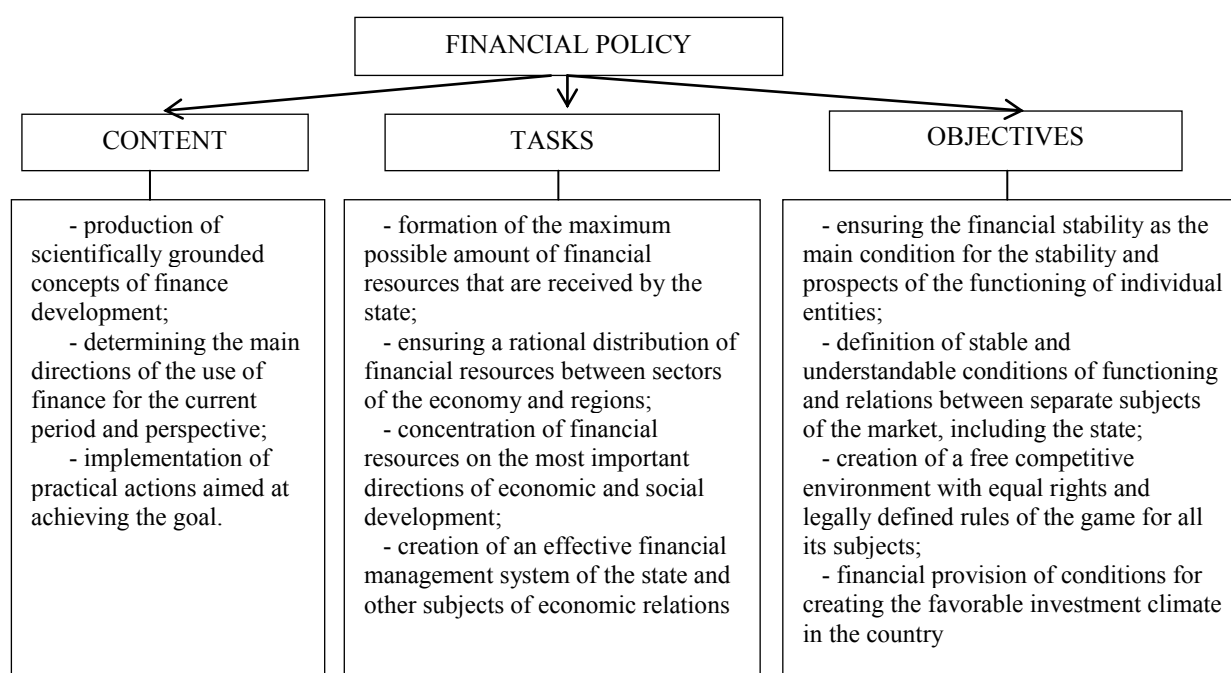 FINANCIAL POLICY
CONTENT
- production of
scientifically grounded
concepts of finance
development;
- determining the main
directions of the use of
finance for the current
period and perspective;
- implementation of
practical actions aimed at
achieving the goal.
TASKS
- formation of the maximum
possible amount of financial
resources that are received by the
state;
- ensuring a rational distribution of
financial resources between sectors
of the economy and regions;
- concentration of financial
resources on the most important
directions of economic and social
development;
- creation of an effective financial
management system of the state and
other subjects of economic relations
OBJECTIVES
- ensuring the financial stability as the
main condition for the stability and
prospects of the functioning of individual
entities;
- definition of stable and
understandable conditions of functioning
and relations between separate subjects
of the market, including the state;
- creation of a free competitive
environment with equal rights and
legally defined rules of the game for all
its subjects;
- financial provision of conditions for
creating the favorable investment climate
in the country